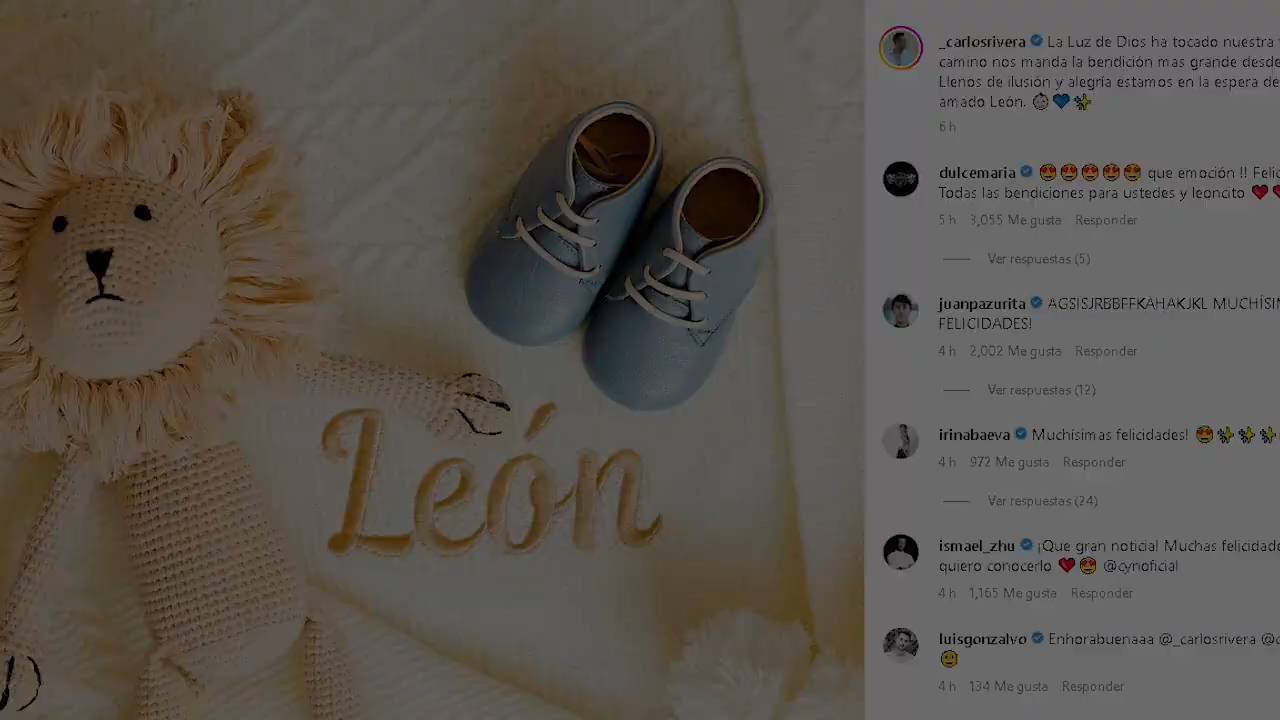 León
_carlosrivera La Luz de Dios ha tocado nuestra
camino nos manda la bendición mas grande desde
Llenos de ilusión y alegría estamos en la espera de
amado León. 👶🏻💙✨
6 h
dulcemaria 😍😍😍😍😍 que emoción !!
Todas las bendiciones para ustedes y leoncito ❤️
5 h 3,055 Me gusta Responder
Ver respuestas (5)
juanpazurita AGSISJRBBFFKAHAKJKL
FELICIDADES!
4 h 2,002 Me gusta Responder
Ver respuestas (12)
irinabaeva Muchísimas felicidades! 😍✨✨✨
4 h 972 Me gusta Responder
Ver respuestas (24)
ismael_zhu ¡Que gran noticia! Muchas
quiero conocerlo ❤️😍 @cynoficial
4 h 1,165 Me gusta Responder
luisgonzalvo Enhorabuenaaa @_carlosrivera
4 h 134 Me gusta Responder